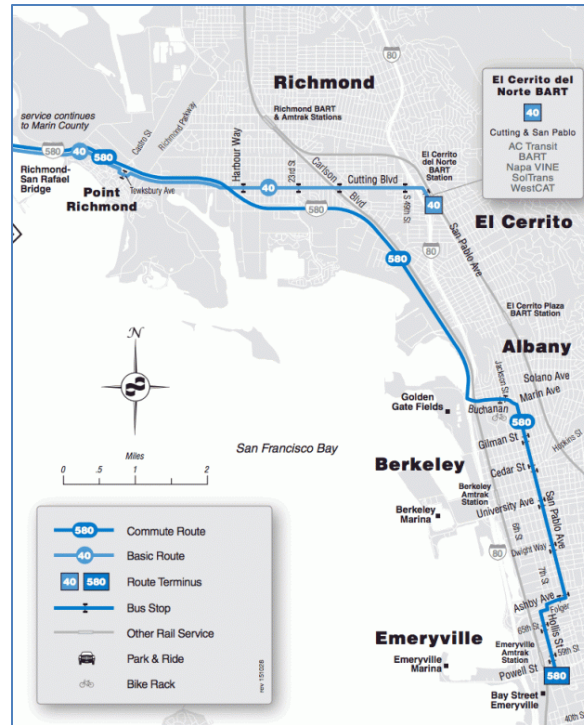 80
Richmond
Richmond BART
& Amtrak Stations
El Cerrito del
Norte BART
40
Cutting & San Pablo
AC Transit
BART
Napa VINE
SolTrans
WestCAT
service continues
to Marin County
580
40
580
Castro St
Richmond Parkway
Richmond-
San Rafael
Bridge
Point
Richmond
Tewksbury Ave
Harbour Way
40
23rd St
Carlson
Blvd
Cutting Blvd
S 49th St
El Cerrito
del Norte
BART
Station
40
580
80
San Pablo Ave
El Cerrito
580
El Cerrito Plaza
BART Station
Albany
N
Jackson St
Solano Ave
Marin Ave
Golden
Gate Fields
Buchanan
580
Gilman St
Hopkins St
San Francisco Bay
Berkeley
Cedar St
Miles
0 .5 1 2
Berkeley
Amtrak
Station
University Ave
San Pablo Ave
Berkeley
Marina
6th St
80
Dwight Way
7th St
Ashby Ave
Folger
65th St
Hollis St
Emeryville
Emeryville
Amtrak
Station
59th St
Emeryville
Marina
Powell St
580
Bay Street
Emeryville
40th St
580 Commute Route
40 Basic Route
40 580 Route Terminus
Bus Stop
Other Rail Service
Park & Ride
Bike Rack
rev 151028